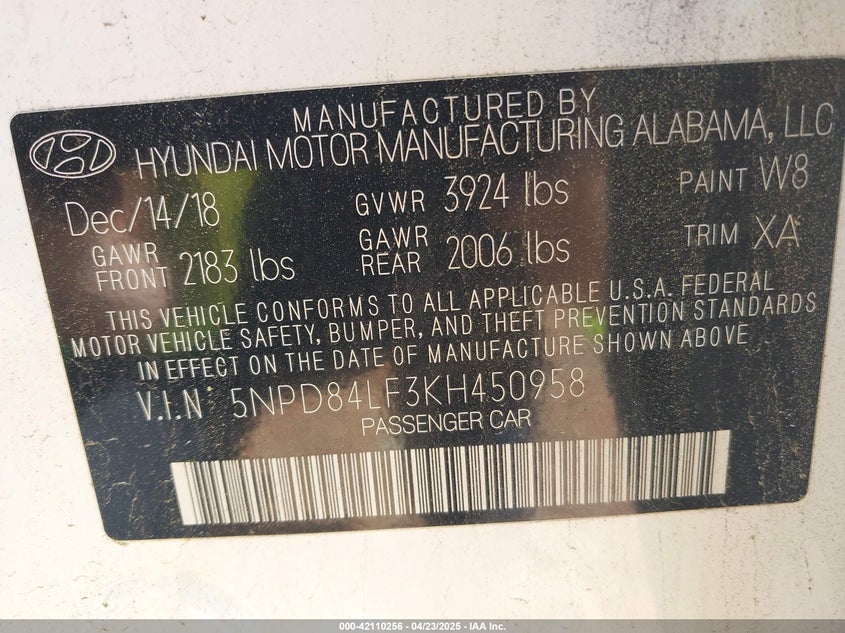 MANUFACTURED BY
HYUNDAI MOTOR MANUFACTURING ALABAMA, LLC
Dec/14/18 GVWR 3924 lbs PAINT W8
GAWR FRONT 2183 lbs GAWR REAR 2006 lbs TRIM XA
THIS VEHICLE CONFORMS TO ALL APPLICABLE U.S.A. FEDERAL
MOTOR VEHICLE SAFETY, BUMPER, AND THEFT PREVENTION STANDARDS
IN EFFECT ON THE DATE OF MANUFACTURE SHOWN ABOVE
V.I.N 5NPD84LF3KH450958
PASSENGER CAR
000-42110256 - 04/23/2025 - IAA Inc.